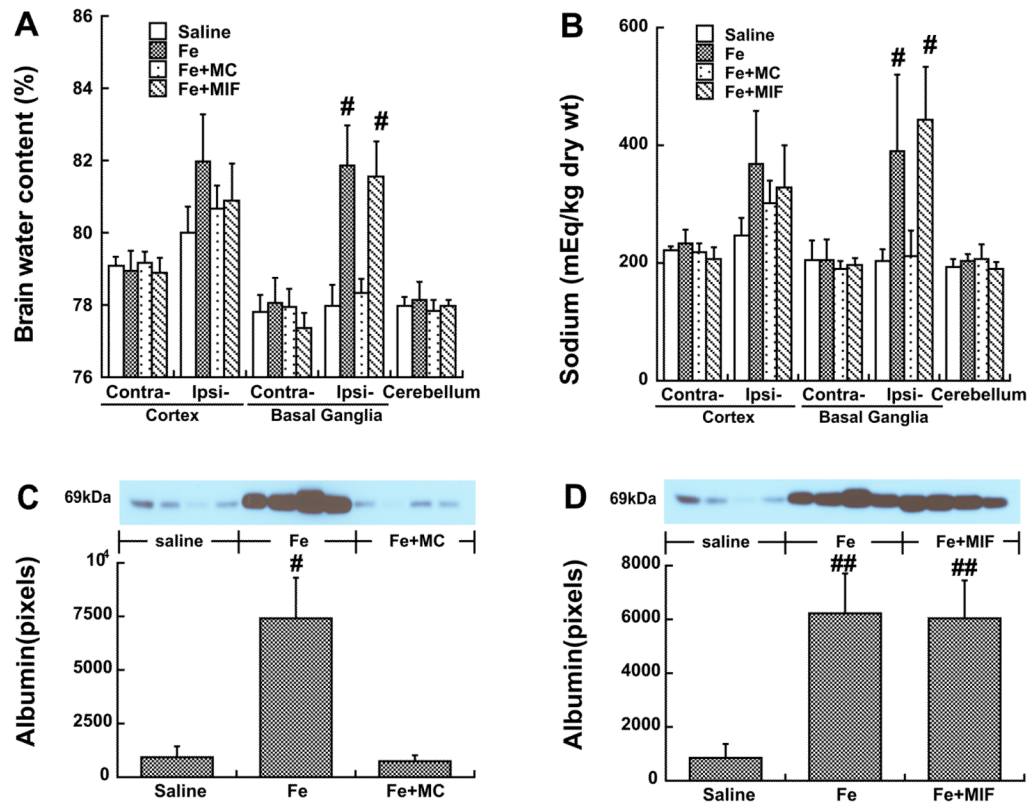 A
Brain water content (%)
86
84
82
80
78
76
Saline
Fe
Fe+MC
Fe+MIF
# #
Contra- Ipsi- Contra- Ipsi- Cerebellum
Cortex Basal Ganglia
B
Sodium (mEq/kg dry wt)
600
400
200
0
Saline
Fe
Fe+MC
Fe+MIF
# #
Contra- Ipsi- Contra- Ipsi- Cerebellum
Cortex Basal Ganglia
C
69kDa
saline Fe Fe+MC
Albumin(pixels)
10⁴
7500
5000
2500
0
#
Saline Fe Fe+MC
D
69kDa
saline Fe Fe+MIF
Albumin(pixels)
8000
6000
4000
2000
0
## ##
Saline Fe Fe+MIF